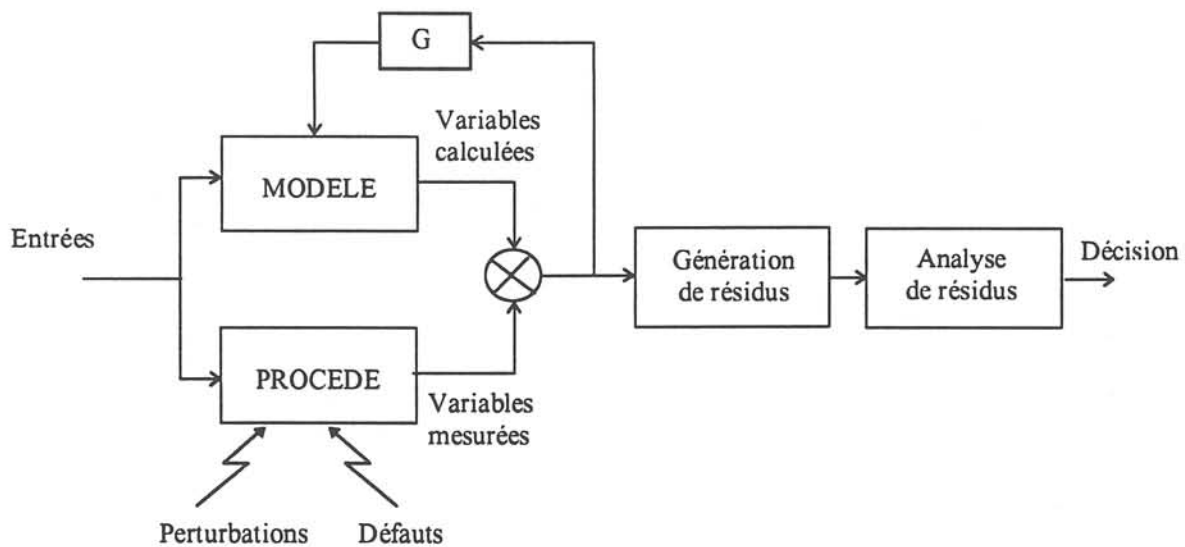 G
Variables
calculées
MODELE
Entrées
Génération
de résidus
Analyse
de résidus
Décision
PROCEDE
Variables
mesurées
Perturbations
Défauts